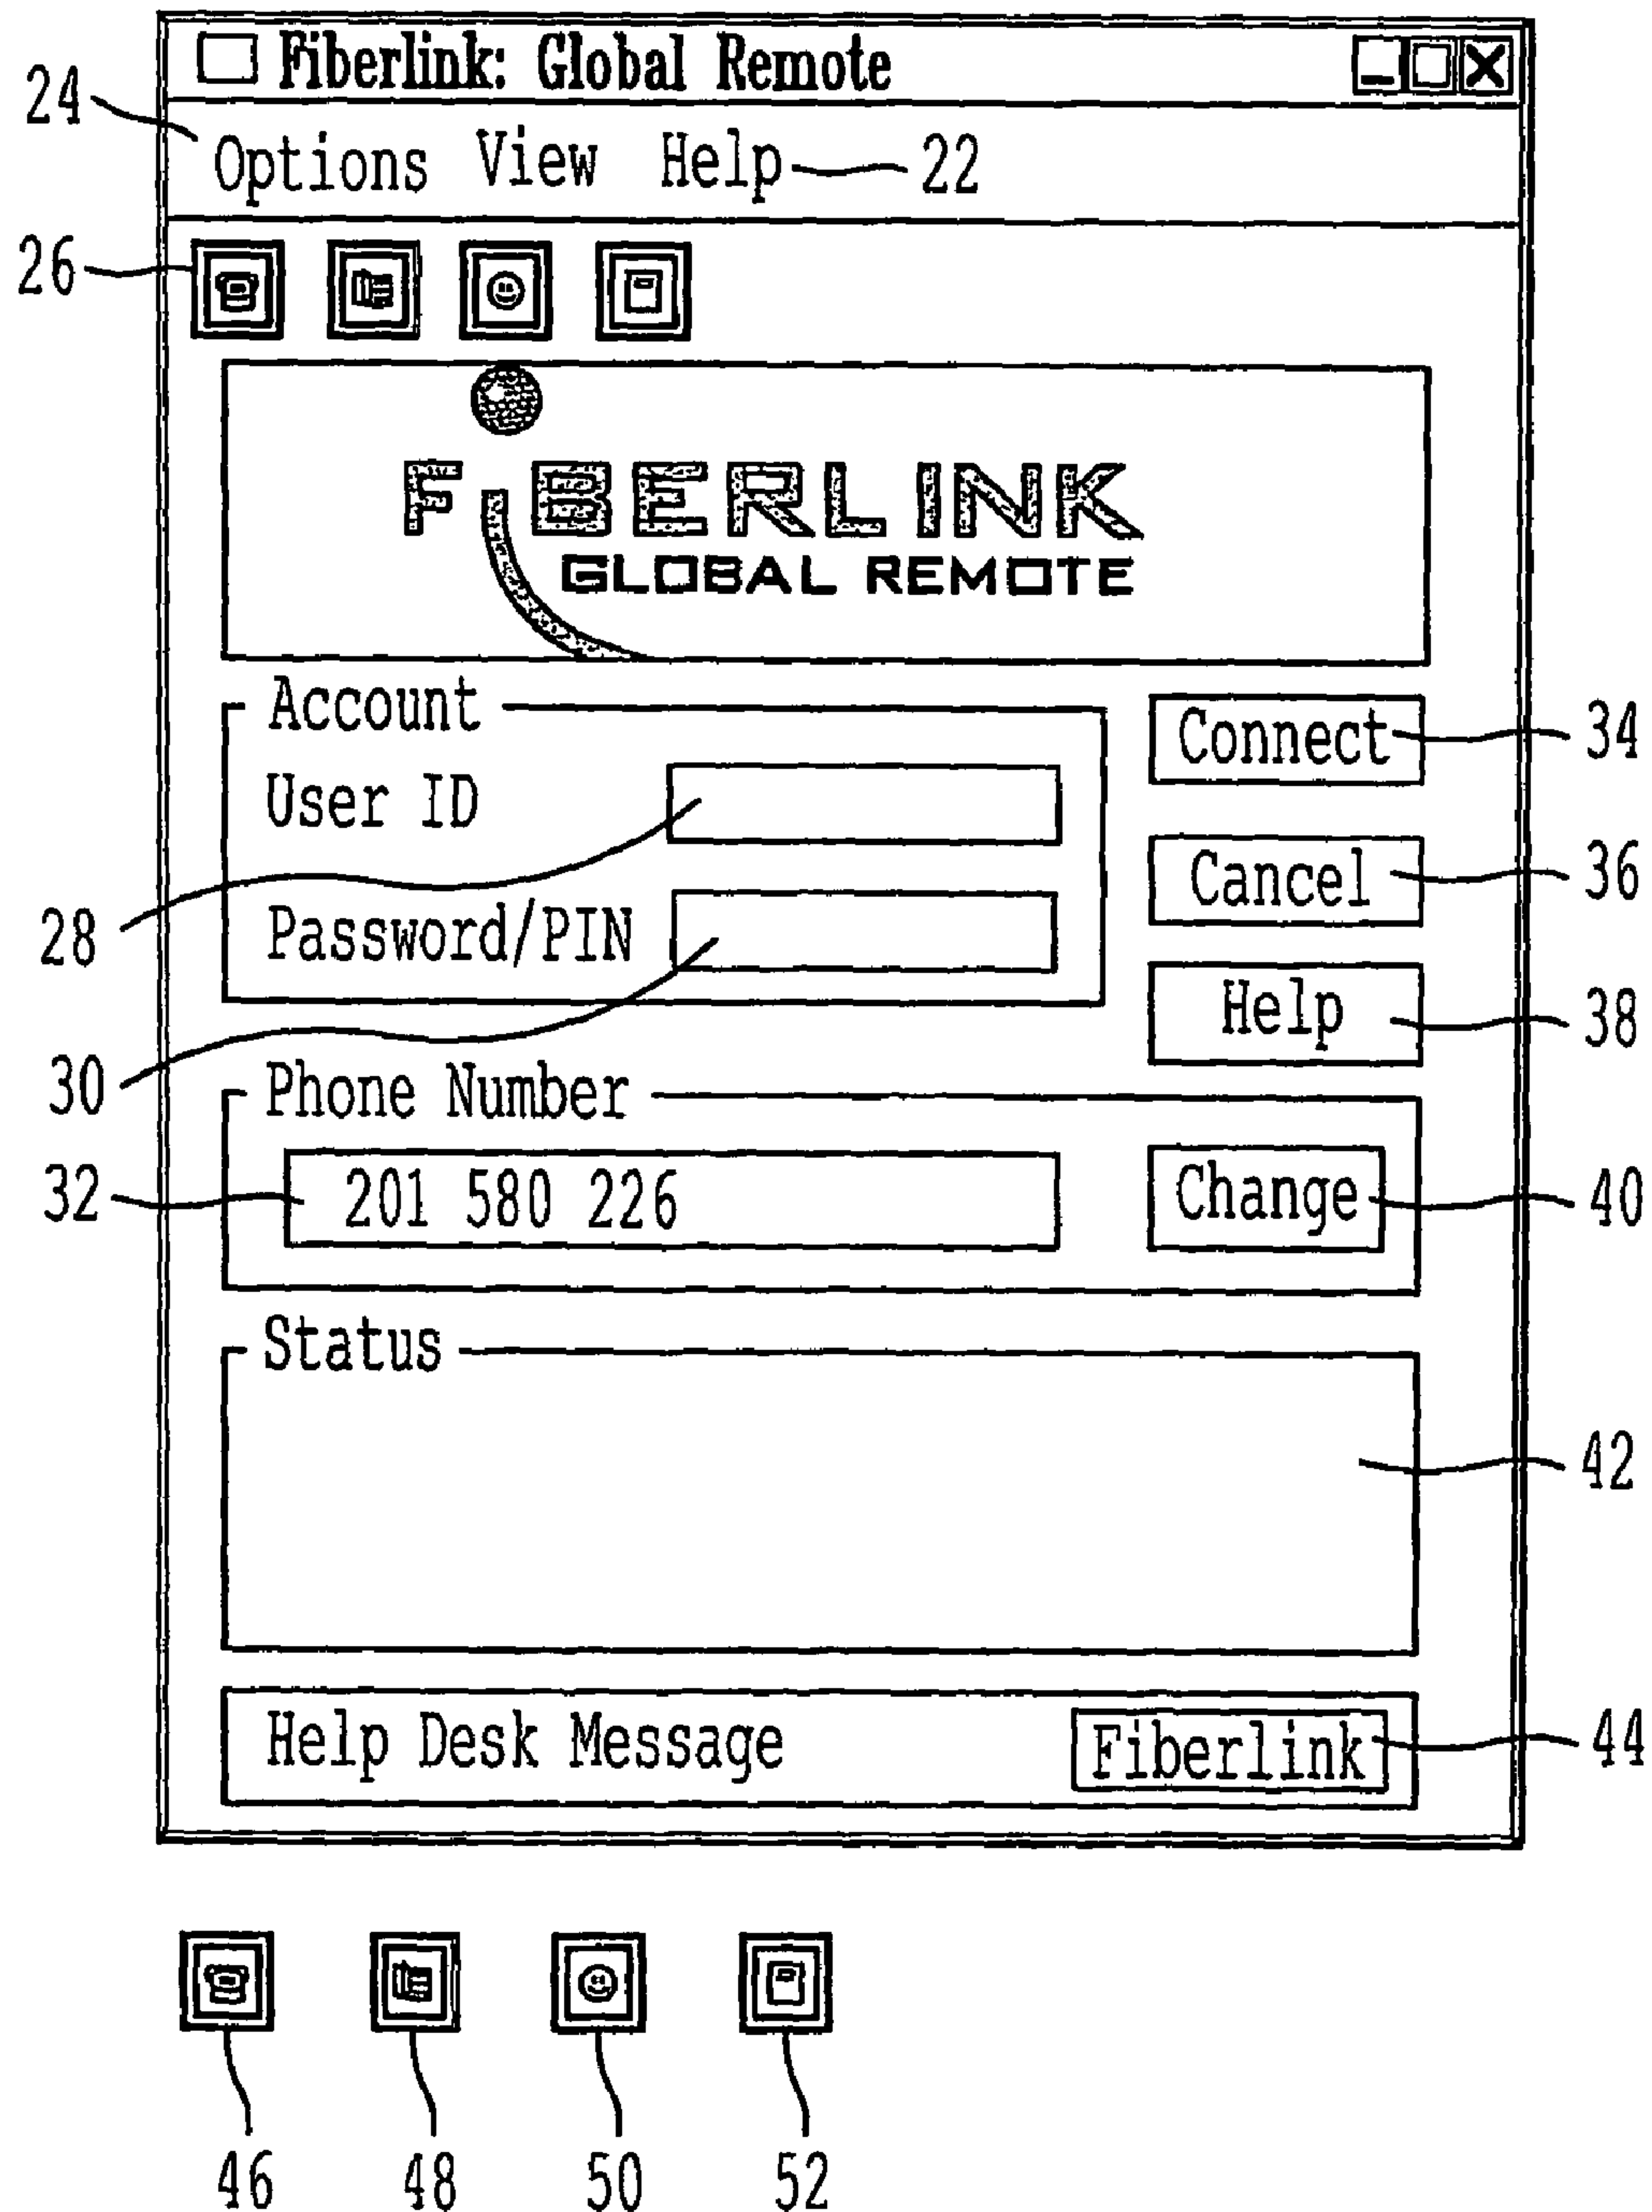 Fiberlink: Global Remote
24
Options View Help 22
26
FIBERLINK
GLOBAL REMOTE
Account
Connect 34
User ID
28
Cancel 36
Password/PIN
30
Help 38
Phone Number
32 201 580 226 Change 40
Status
42
Help Desk Message Fiberlink 44
46 48 50 52